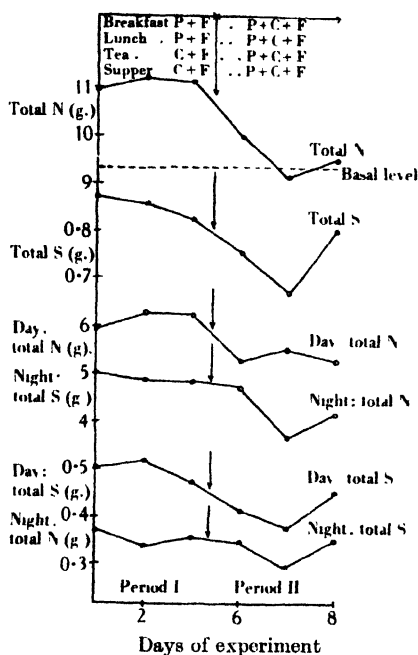 Breakfast P + F .. P + C + F
Lunch . P + F .. P + C + F
Tea . C + F .. P + C + F
Supper C + F .. P + C + F
11
Total N (g.)
10
Total N
Basal level
9
0·8
Total S
Total S (g.)
0·7
Day.
total N (g).
6
Day total N
Night·
total S (g)
5
Night: total N
4
0·5
Day:
total S (g.)
Day total S
0·4
Night.
total N (g)
Night. total S
0·3
Period I
Period II
2
4
6
8
Days of experiment